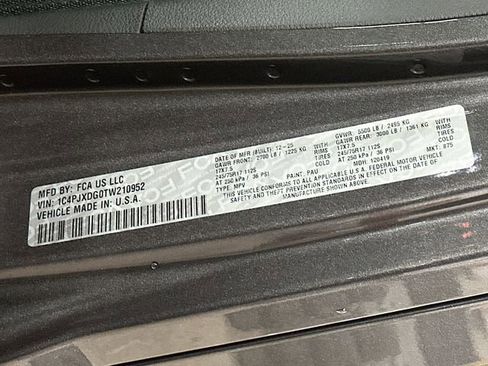 MFD BY: FCA US LLC
VIN: 1C4PJXDG0TW210952
VEHICLE MADE IN: U.S.A.
DATE OF MFR (BUILT): 12-25
GAWR FRONT: 2700 LB / 1225 KG
17X7.5 RIMS
245/75R17 112S TIRES
AT 250 kPa / 36 PSI
TYPE: MPV
GVWR: 5500 LB / 2495 KG
GAWR REAR: 3000 LB / 1361 KG
17X7.5 RIMS
245/75R17 112S TIRES
AT 250 kPa / 36 PSI
PAINT: PAU MDH: 120419 MKT: 875
THIS VEHICLE CONFORMS TO ALL APPLICABLE U.S.A. FEDERAL MOTOR VEHICLE
SAFETY, BUMPER AND THEFT PREVENTION STANDARDS IN EFFECT ON THE
DATE OF MANUFACTURE SHOWN ABOVE.